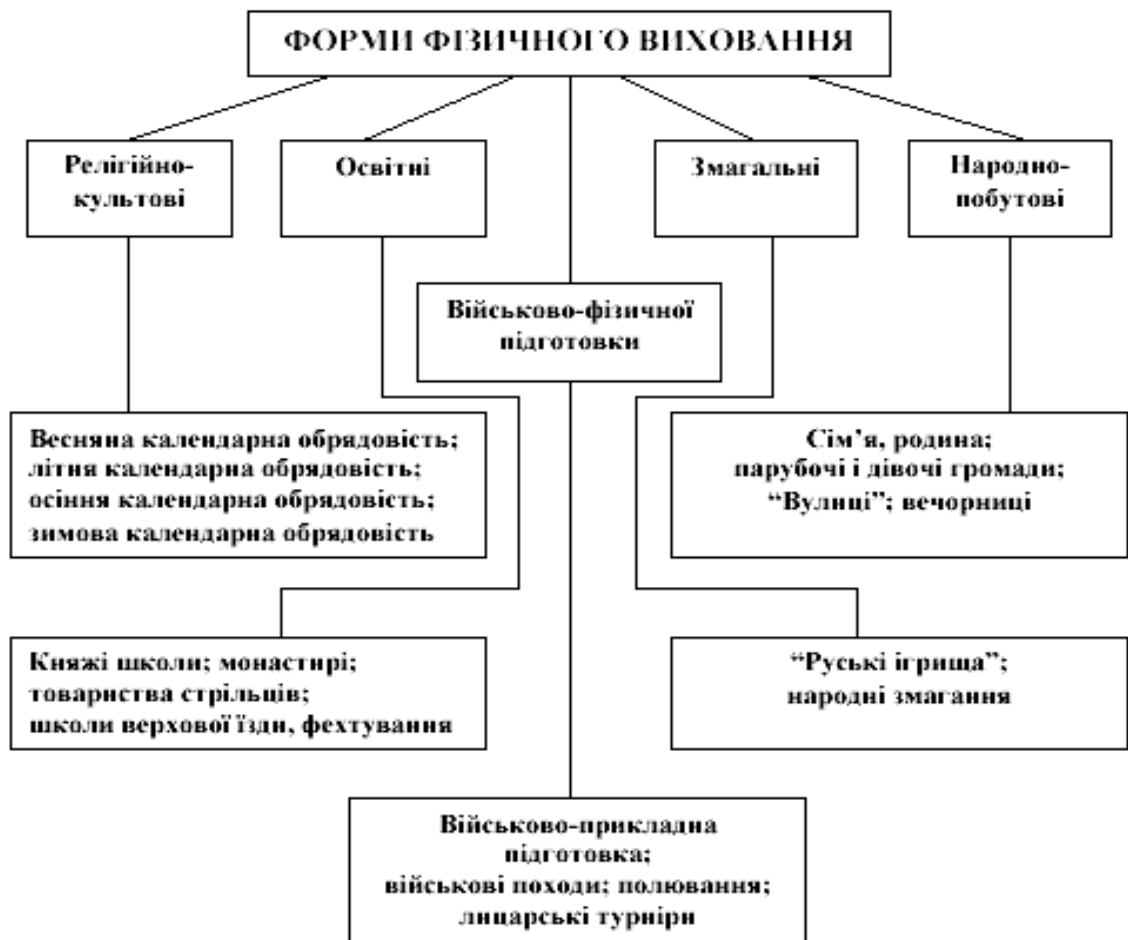 ФОРМИ ФІЗИЧНОГО ВИХОВАННЯ
Релігійно-
культові
Освітні
Змагальні
Народно-
побутові
Військово-фізичної
підготовки
Весняна календарна обрядовість;
літня календарна обрядовість;
осіння календарна обрядовість;
зимова календарна обрядовість
Сім’я, родина;
парубочі і дівочі громади;
“Вулиці”; вечорниці
Княжі школи; монастирі;
товариства стрільців;
школи верхової їзди, фехтування
“Руські ігрища”;
народні змагання
Військово-прикладна
підготовка;
військові походи; полювання;
лицарські турніри